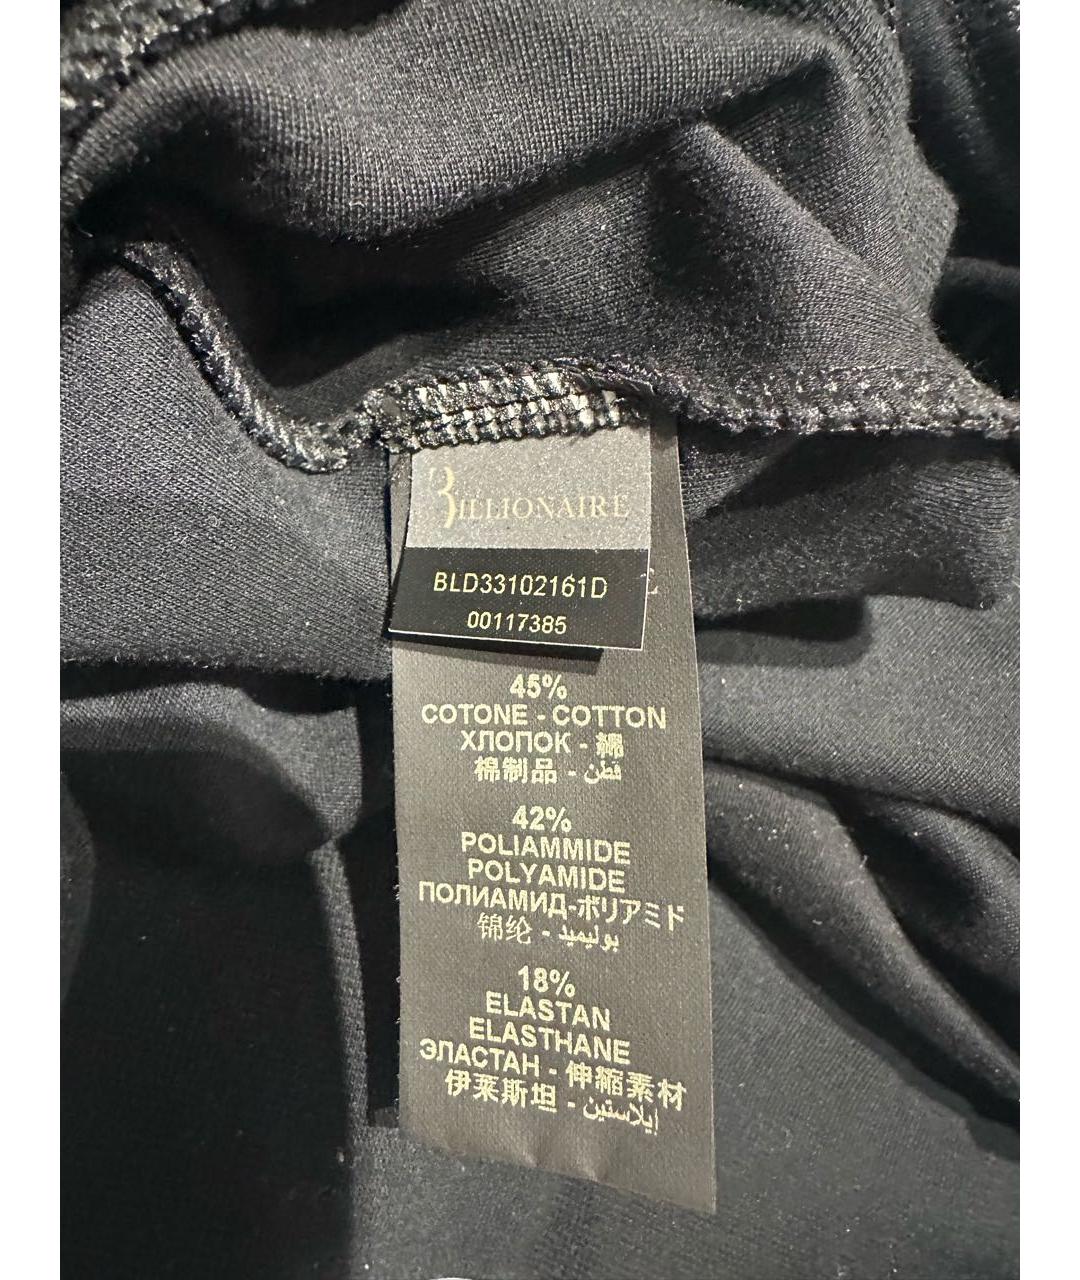 BILLIONAIRE
BLD33102161D
00117385
45%
COTONE - COTTON
ХЛОПОК - 綿
棉制品 - قطن
42%
POLIAMMIDE
POLYAMIDE
ПОЛИАМИД-ポリアミド
锦纶 - بوليميد
18%
ELASTAN
ELASTHANE
ЭЛАСТАН - 伸縮素材
伊莱斯坦 - إيلاستين